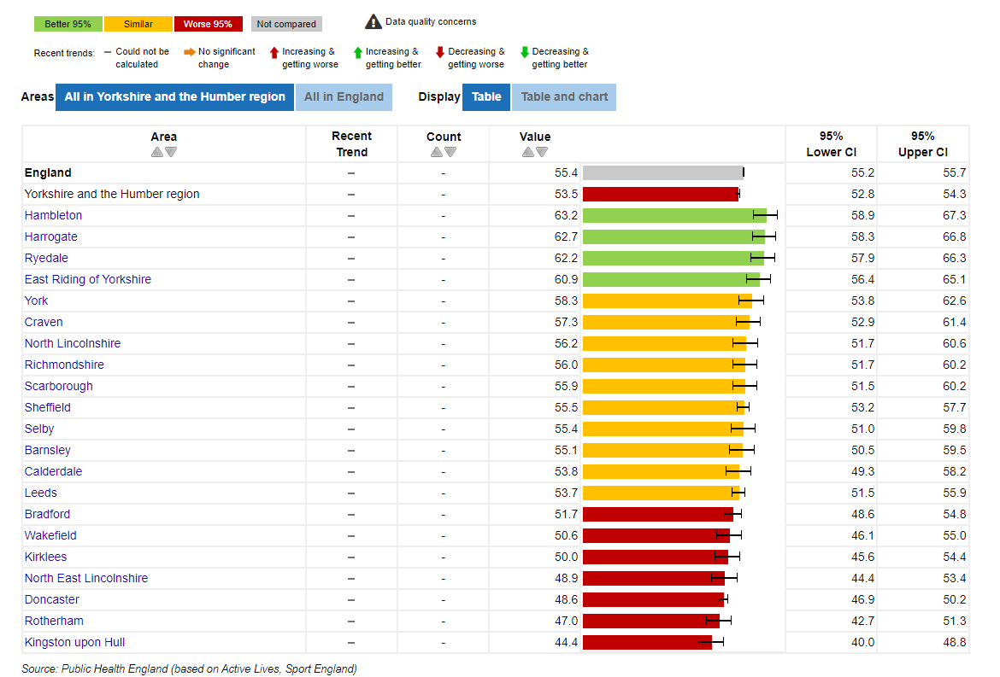 Better 95% Similar Worse 95% Not compared Data quality concerns
Recent trends: – Could not be calculated No significant change Increasing & getting worse Increasing & getting better Decreasing & getting worse Decreasing & getting better
Areas All in Yorkshire and the Humber region All in England Display Table Table and chart
Area Recent Trend Count Value 95% Lower CI 95% Upper CI
England – - 55.4 55.2 55.7
Yorkshire and the Humber region – - 53.5 52.8 54.3
Hambleton – - 63.2 58.9 67.3
Harrogate – - 62.7 58.3 66.8
Ryedale – - 62.2 57.9 66.3
East Riding of Yorkshire – - 60.9 56.4 65.1
York – - 58.3 53.8 62.6
Craven – - 57.3 52.9 61.4
North Lincolnshire – - 56.2 51.7 60.6
Richmondshire – - 56.0 51.7 60.2
Scarborough – - 55.9 51.5 60.2
Sheffield – - 55.5 53.2 57.7
Selby – - 55.4 51.0 59.8
Barnsley – - 55.1 50.5 59.5
Calderdale – - 53.8 49.3 58.2
Leeds – - 53.7 51.5 55.9
Bradford – - 51.7 48.6 54.8
Wakefield – - 50.6 46.1 55.0
Kirklees – - 50.0 45.6 54.4
North East Lincolnshire – - 48.9 44.4 53.4
Doncaster – - 48.6 46.9 50.2
Rotherham – - 47.0 42.7 51.3
Kingston upon Hull – - 44.4 40.0 48.8
Source: Public Health England (based on Active Lives, Sport England)